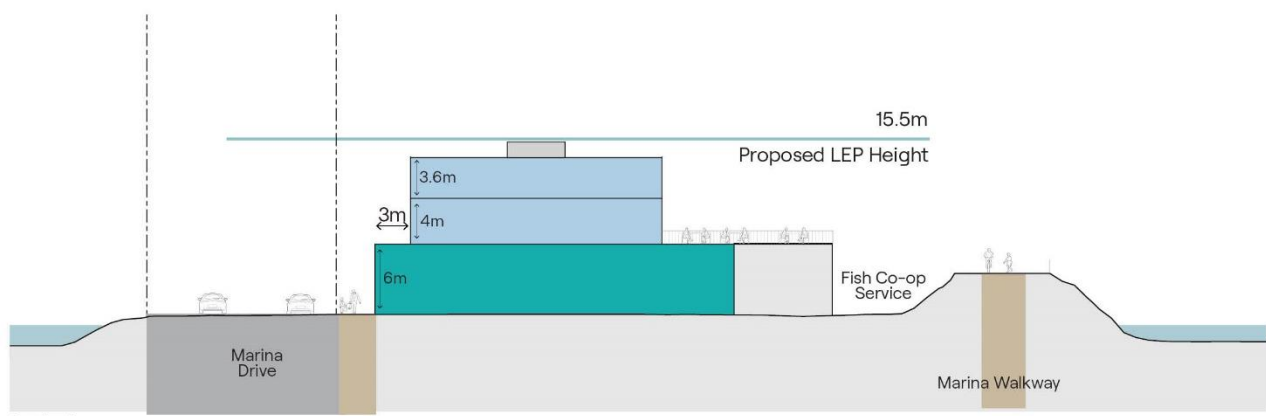 15.5m
Proposed LEP Height
3.6m
3m
4m
6m
Fish Co-op
Service
Marina
Drive
Marina Walkway